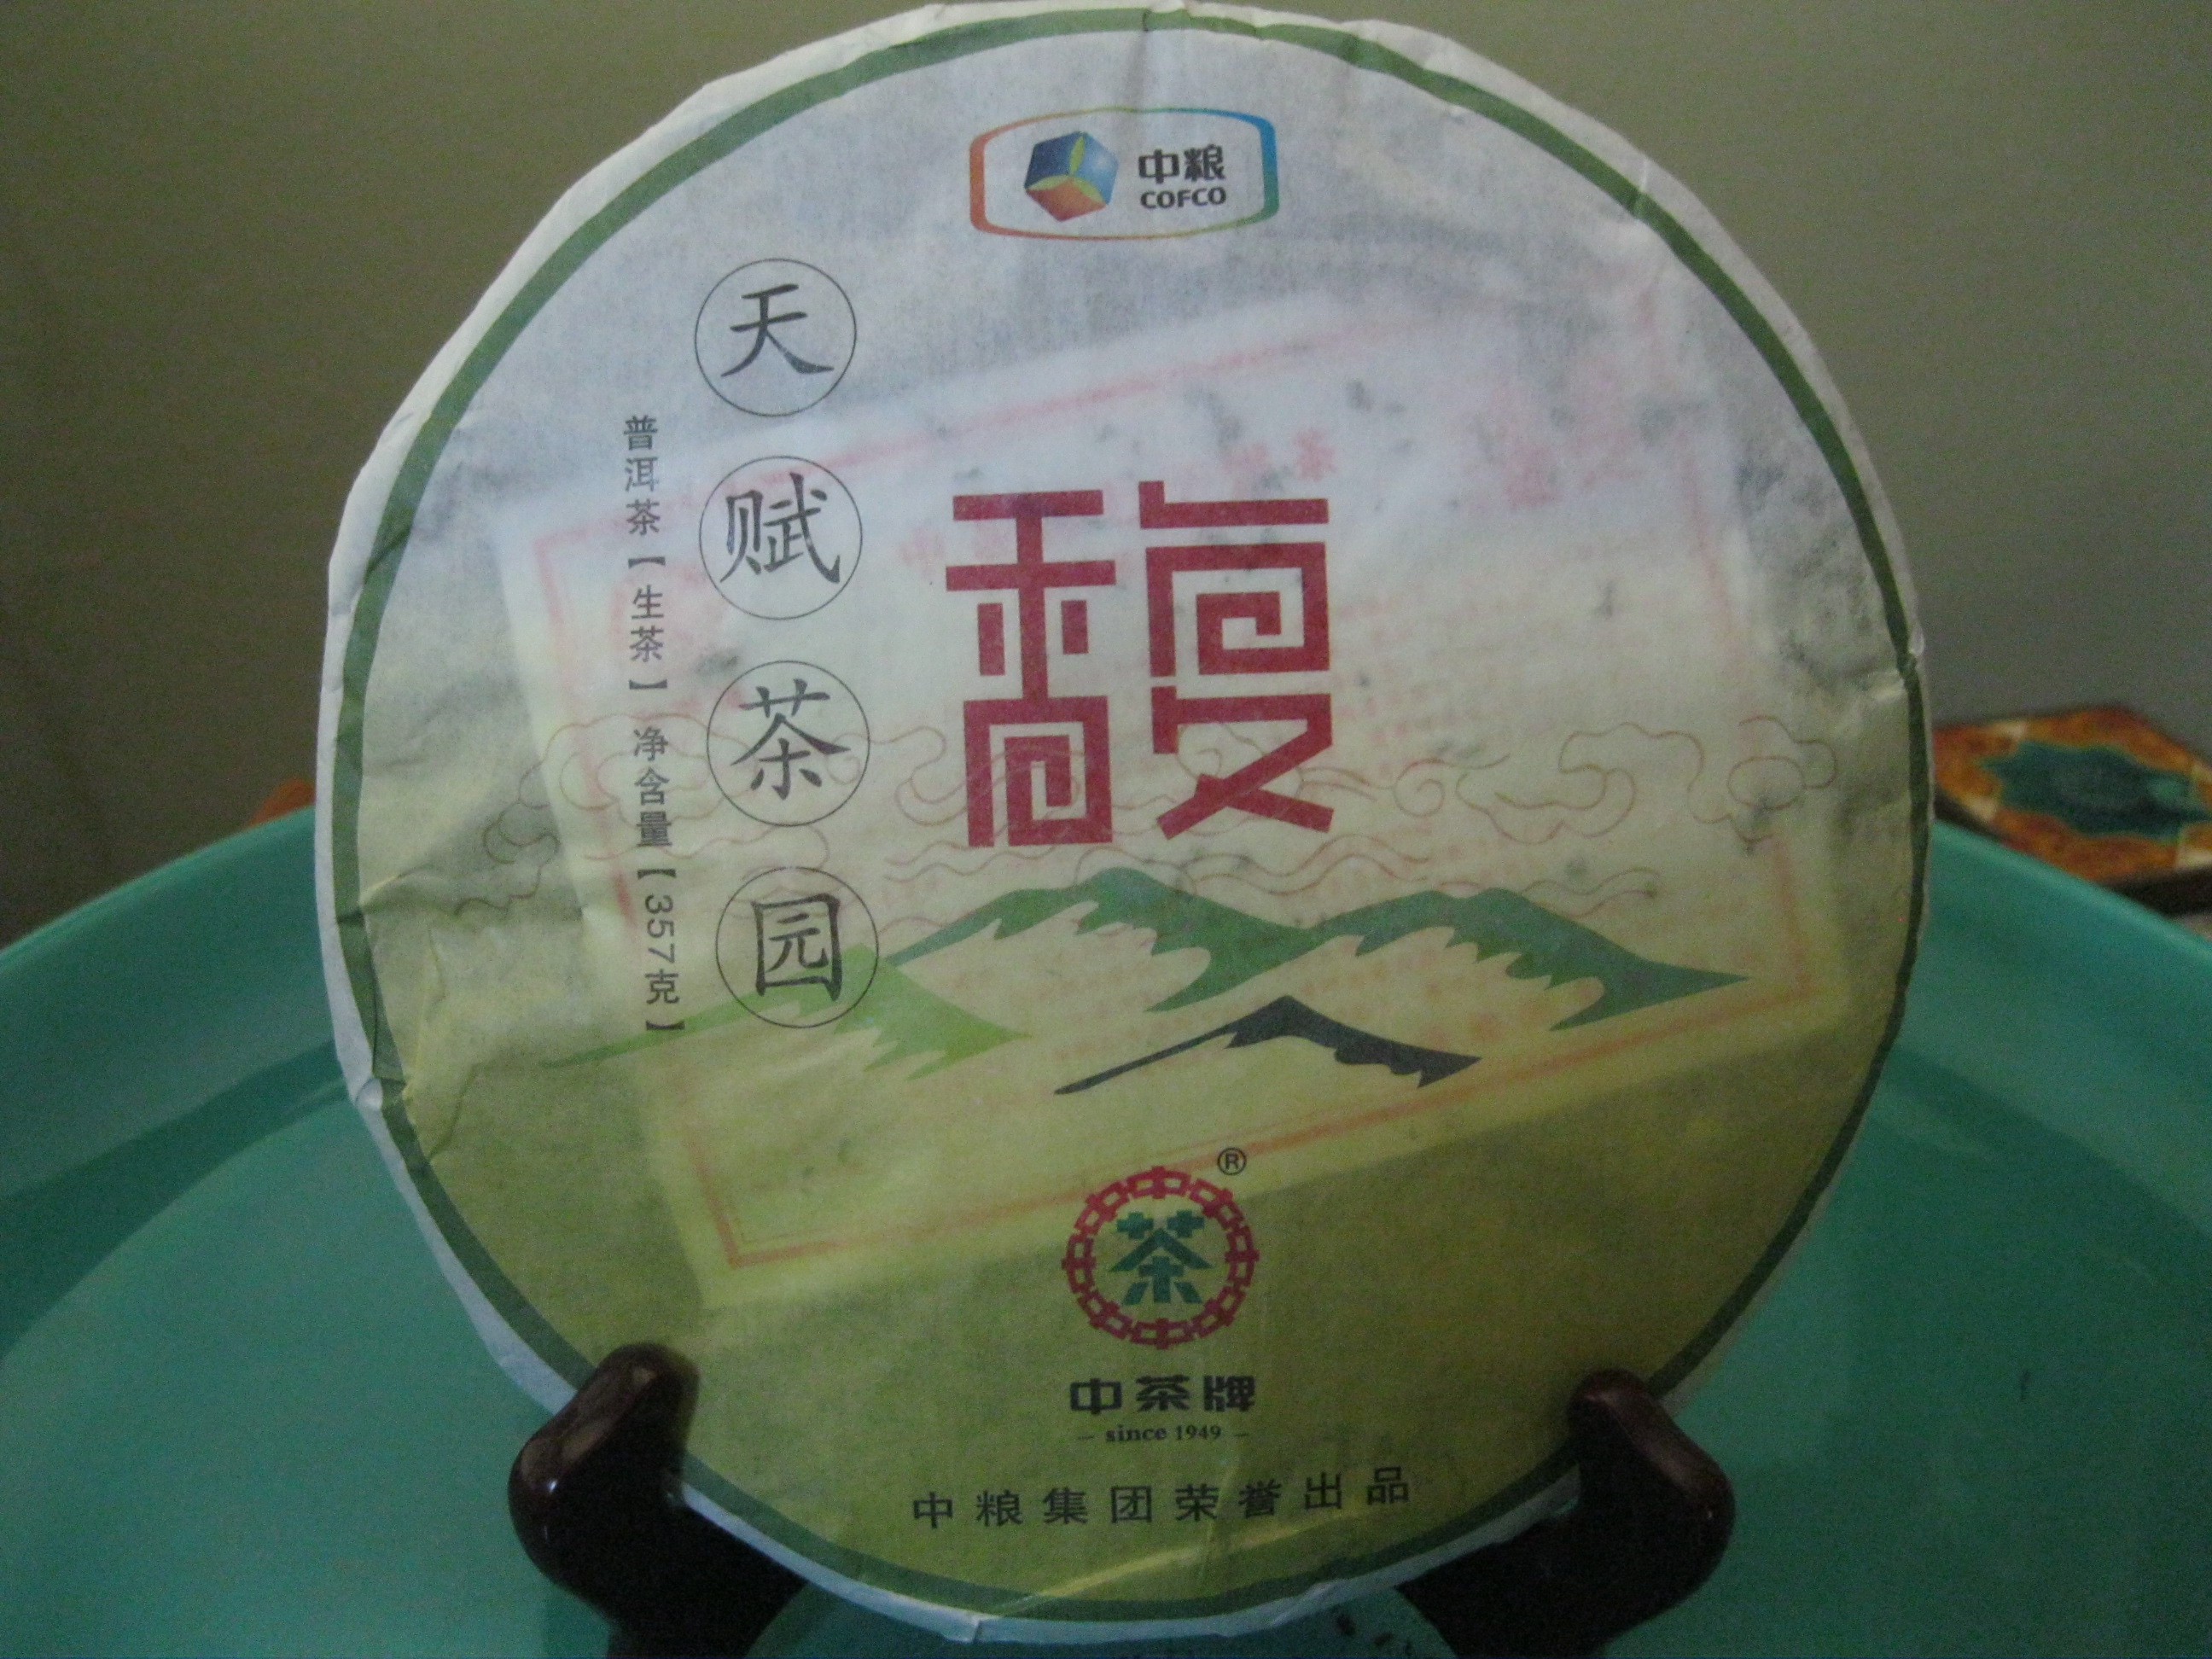 中粮
COFCO
天赋茶园
普洱茶【生茶】净含量【357克】
馥
®
茶
中茶牌
- since 1949 -
中粮集团荣誉出品